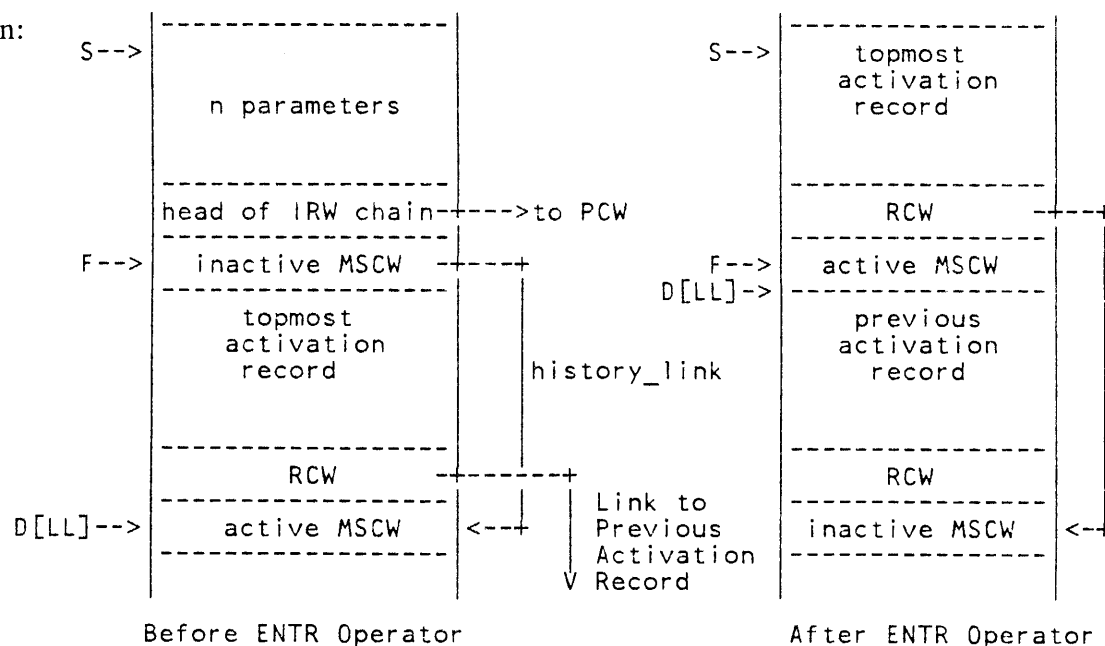 n:
S-->
n parameters
head of IRW chain-+---->to PCW
F--> inactive MSCW
topmost
activation
record
history_link
RCW
D[LL]--> active MSCW <--+
Link to
Previous
Activation
V Record
Before ENTR Operator
S--> topmost
activation
record
RCW
F--> active MSCW
D[LL]->
previous
activation
record
RCW
inactive MSCW <--+
After ENTR Operator